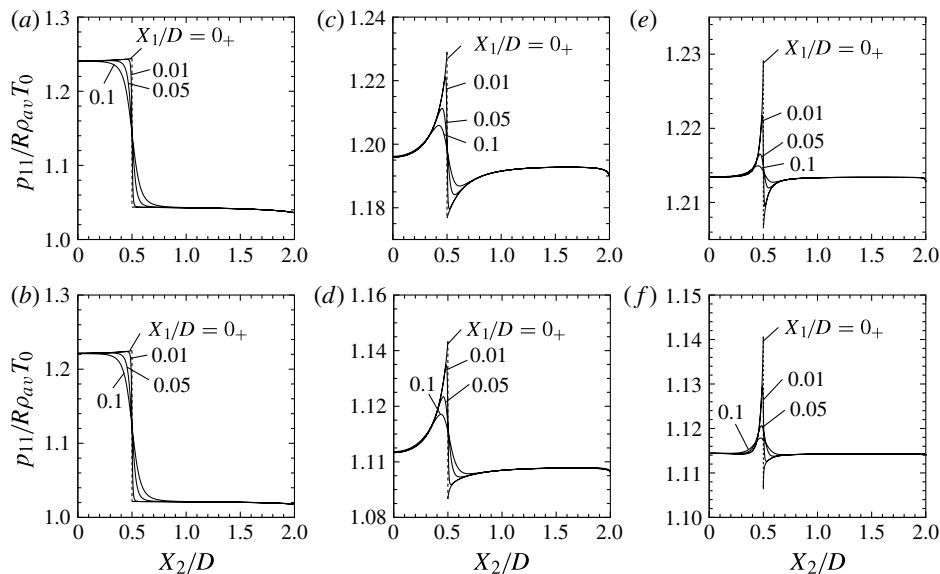 (a)
1.3
1.2
1.1
1.0
p11/Rρav T0
X1/D = 0+
0.01
0.05
0.1
0 0.5 1.0 1.5 2.0
(c)
1.24
1.22
1.20
1.18
X1/D = 0+
0.01
0.05
0.1
0 0.5 1.0 1.5 2.0
(e)
1.23
1.22
1.21
X1/D = 0+
0.01
0.05
0.1
0 0.5 1.0 1.5 2.0
(b)
1.3
1.2
1.1
1.0
p11/Rρav T0
X1/D = 0+
0.01
0.05
0.1
0 0.5 1.0 1.5 2.0
X2/D
(d)
1.16
1.14
1.12
1.10
1.08
X1/D = 0+
0.01
0.05
0.1
0 0.5 1.0 1.5 2.0
X2/D
(f)
1.15
1.14
1.13
1.12
1.11
1.10
X1/D = 0+
0.01
0.05
0.1
0 0.5 1.0 1.5 2.0
X2/D